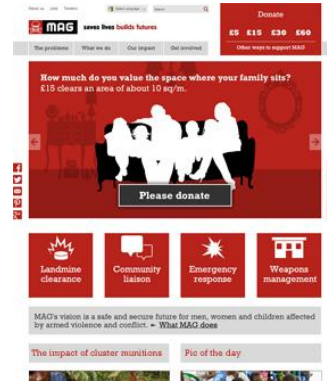 About us Jobs Tenders
Select Language
Search
MAG saves lives builds futures
Donate
£5 £15 £30 £60
Other ways to support MAG
The problems What we do Our impact Get involved
How much do you value the space where your family sits?
£15 clears an area of about 10 sq/m.
Please donate
Landmine clearance
Community liaison
Emergency response
Weapons management
MAG's vision is a safe and secure future for men, women and children affected
by armed violence and conflict. ► What MAG does
The impact of cluster munitions
Pic of the day